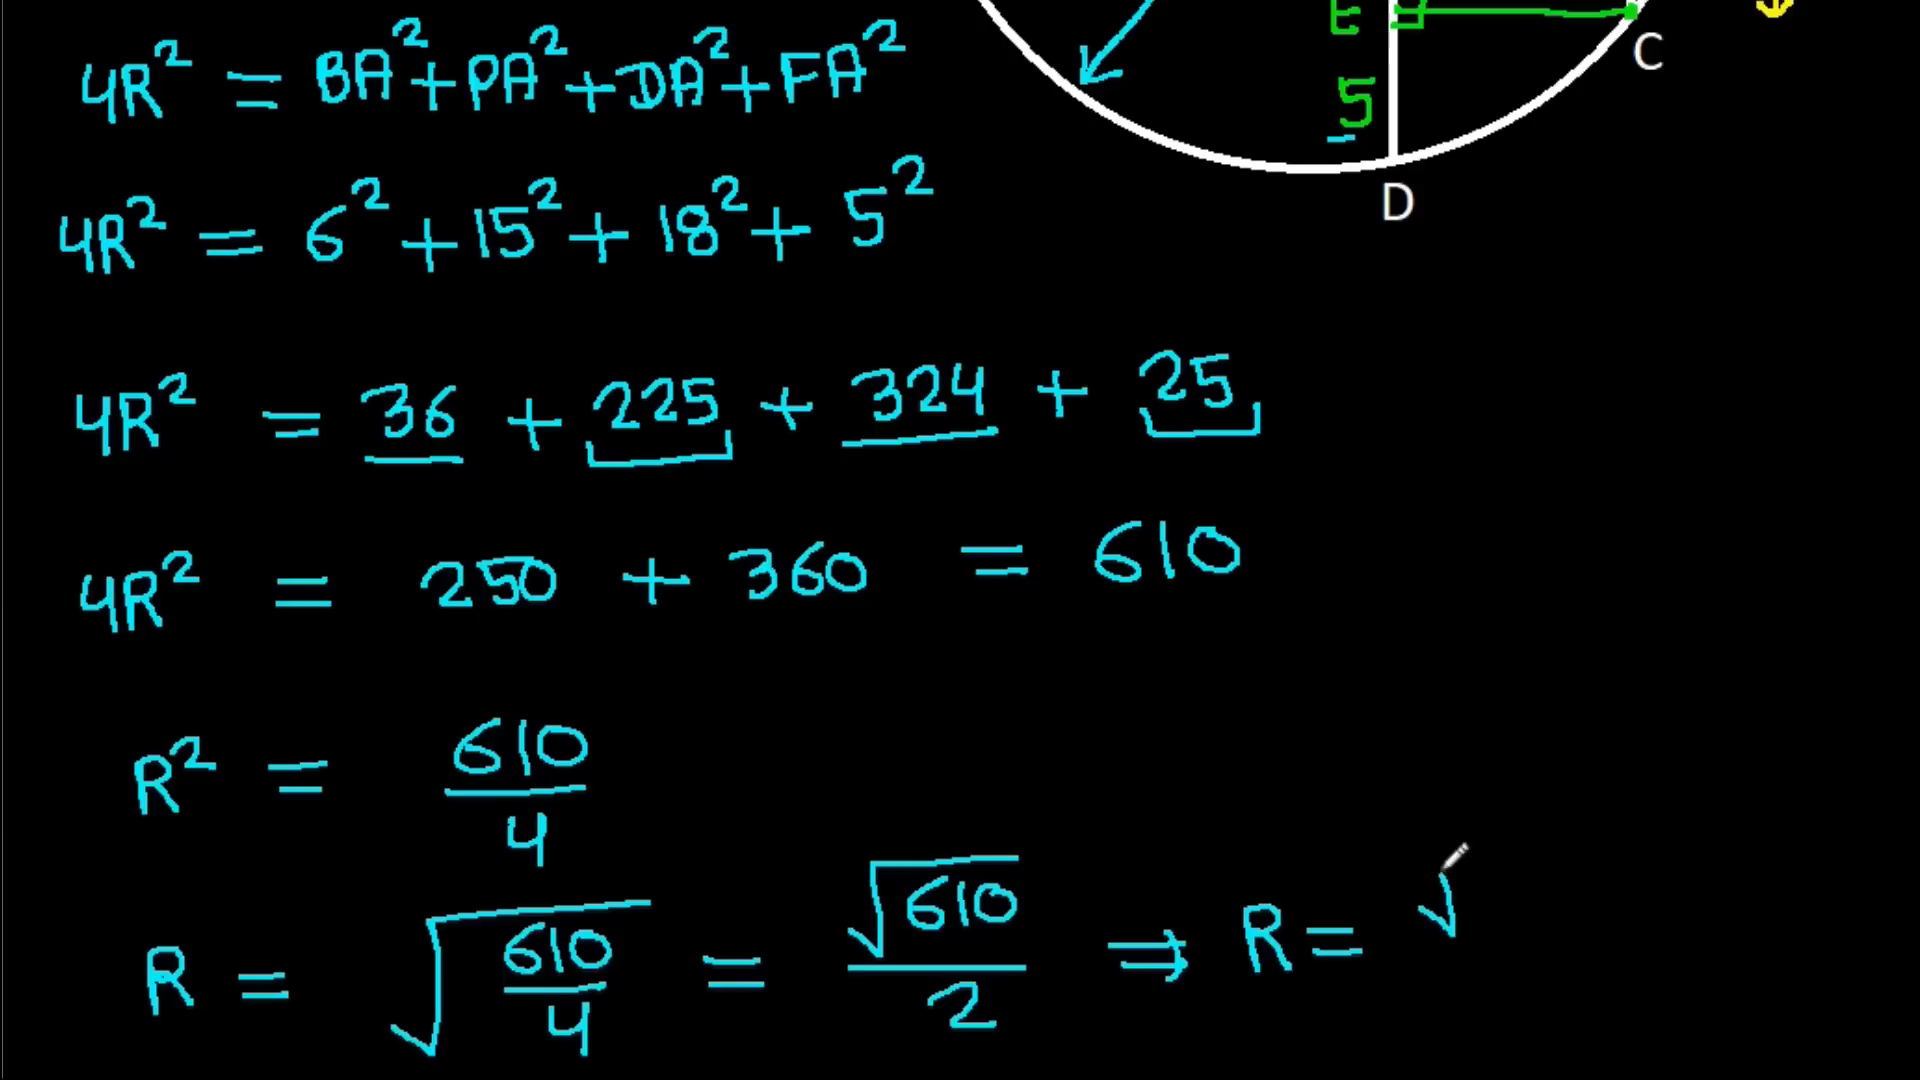 4R² = BA² + PA² + DA² + FA²
E
C
5
4R² = 6² + 15² + 18² + 5²
D
4R² = 36 + 225 + 324 + 25
4R² = 250 + 360 = 610
R² = 610/4
R = √(610/4) = √610/2 ⇒ R = √